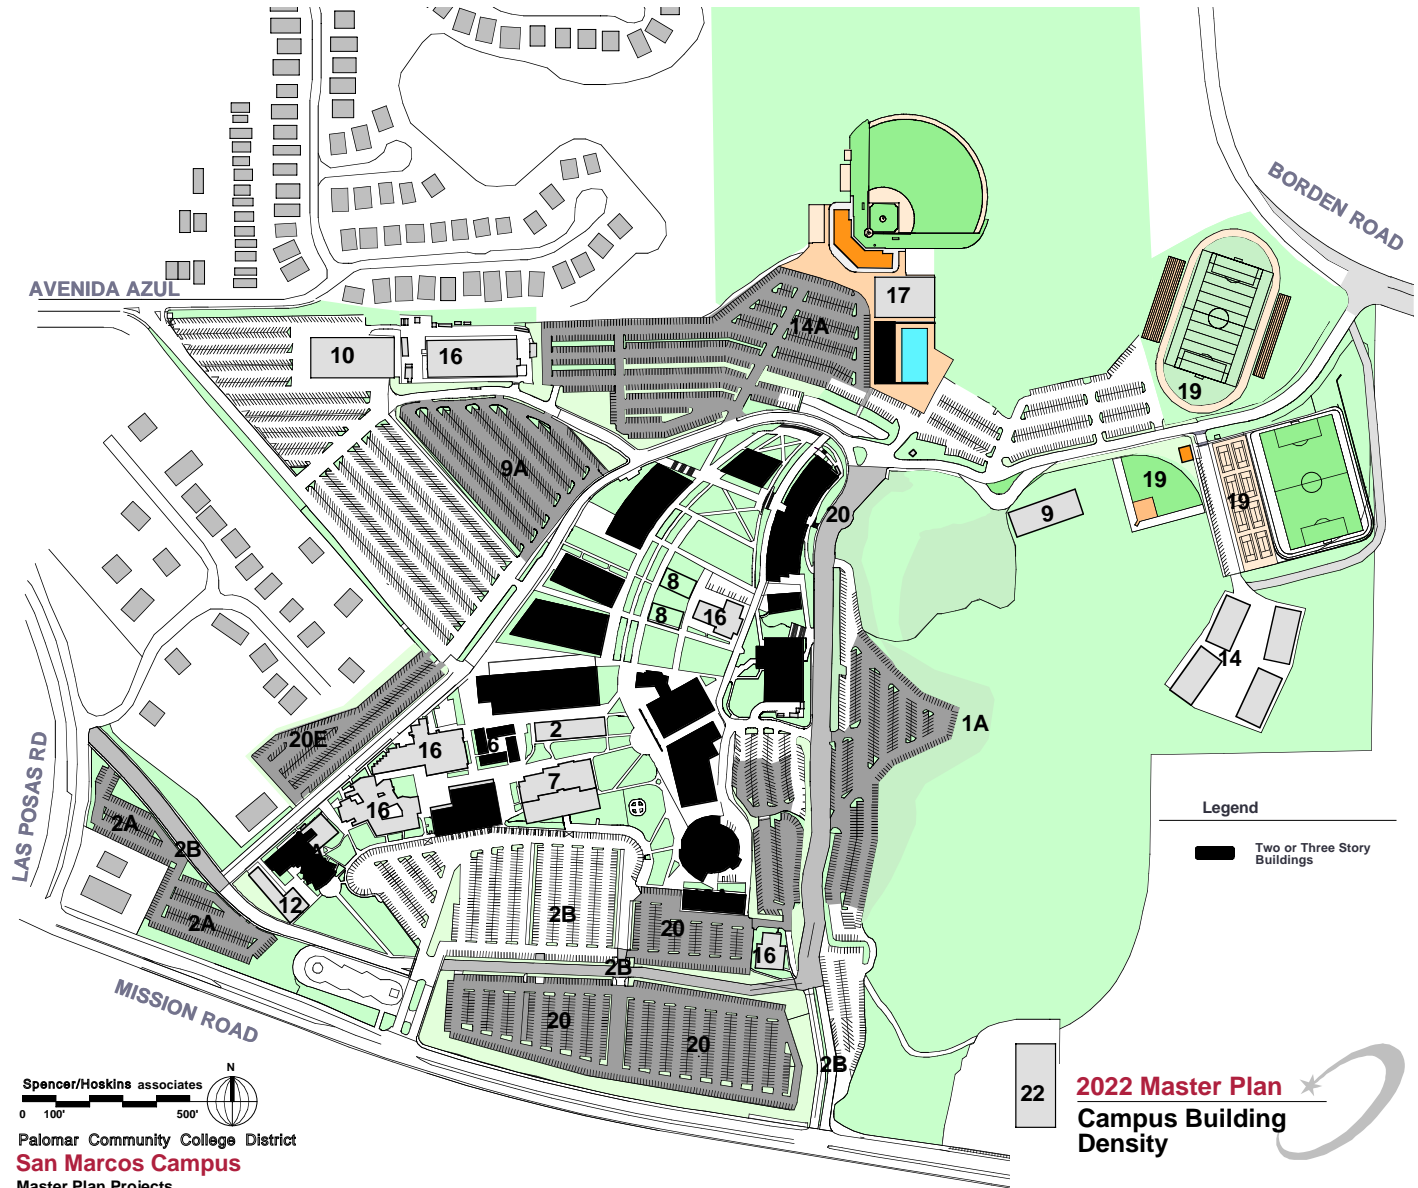 BORDEN ROAD
AVENIDA AZUL
17
14A
10
16
19
9A
19
19
9
20
8
8
16
14
20E
16
6
2
1A
7
16
LAS POSAS RD
2A
2B
Legend
Two or Three Story
Buildings
12
2A
2B
20
16
2B
MISSION ROAD
20
20
2B
22
2022 Master Plan
Campus Building
Density
N
Spencer/Hoskins associates
0 100' 500'
Palomar Community College District
San Marcos Campus
Master Plan Projects